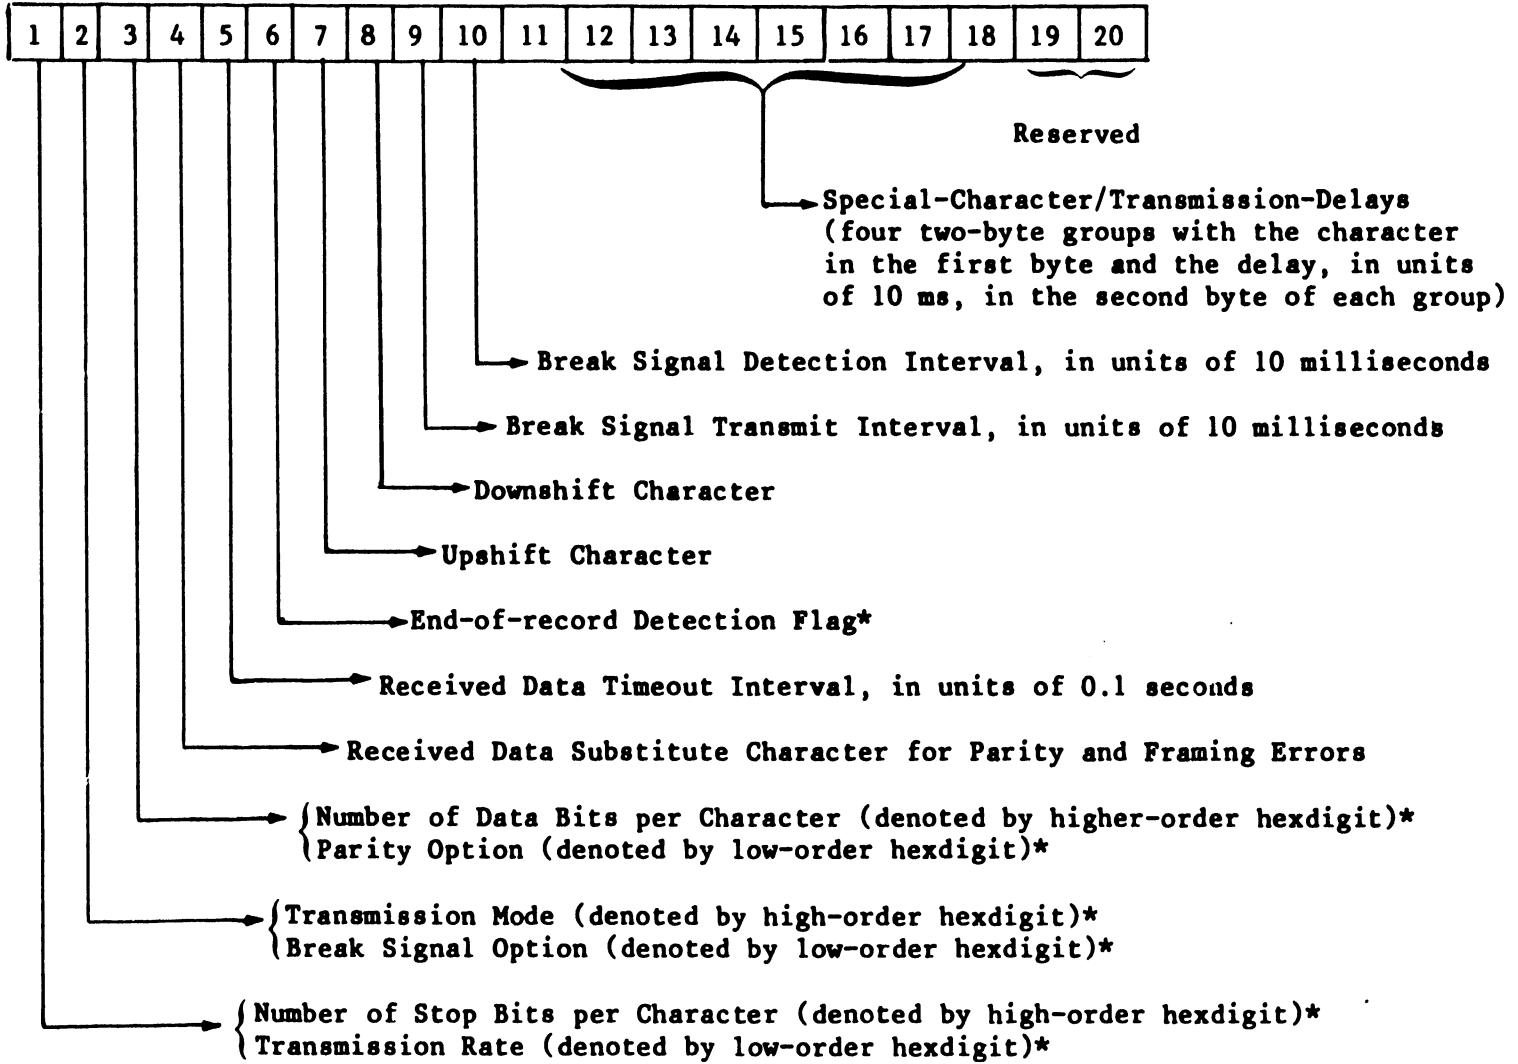 1 2 3 4 5 6 7 8 9 10 11 12 13 14 15 16 17 18 19 20
Reserved
Special-Character/Transmission-Delays
(four two-byte groups with the character
in the first byte and the delay, in units
of 10 ms, in the second byte of each group)
Break Signal Detection Interval, in units of 10 milliseconds
Break Signal Transmit Interval, in units of 10 milliseconds
Downshift Character
Upshift Character
End-of-record Detection Flag*
Received Data Timeout Interval, in units of 0.1 seconds
Received Data Substitute Character for Parity and Framing Errors
Number of Data Bits per Character (denoted by higher-order hexdigit)*
Parity Option (denoted by low-order hexdigit)*
Transmission Mode (denoted by high-order hexdigit)*
Break Signal Option (denoted by low-order hexdigit)*
Number of Stop Bits per Character (denoted by high-order hexdigit)*
Transmission Rate (denoted by low-order hexdigit)*